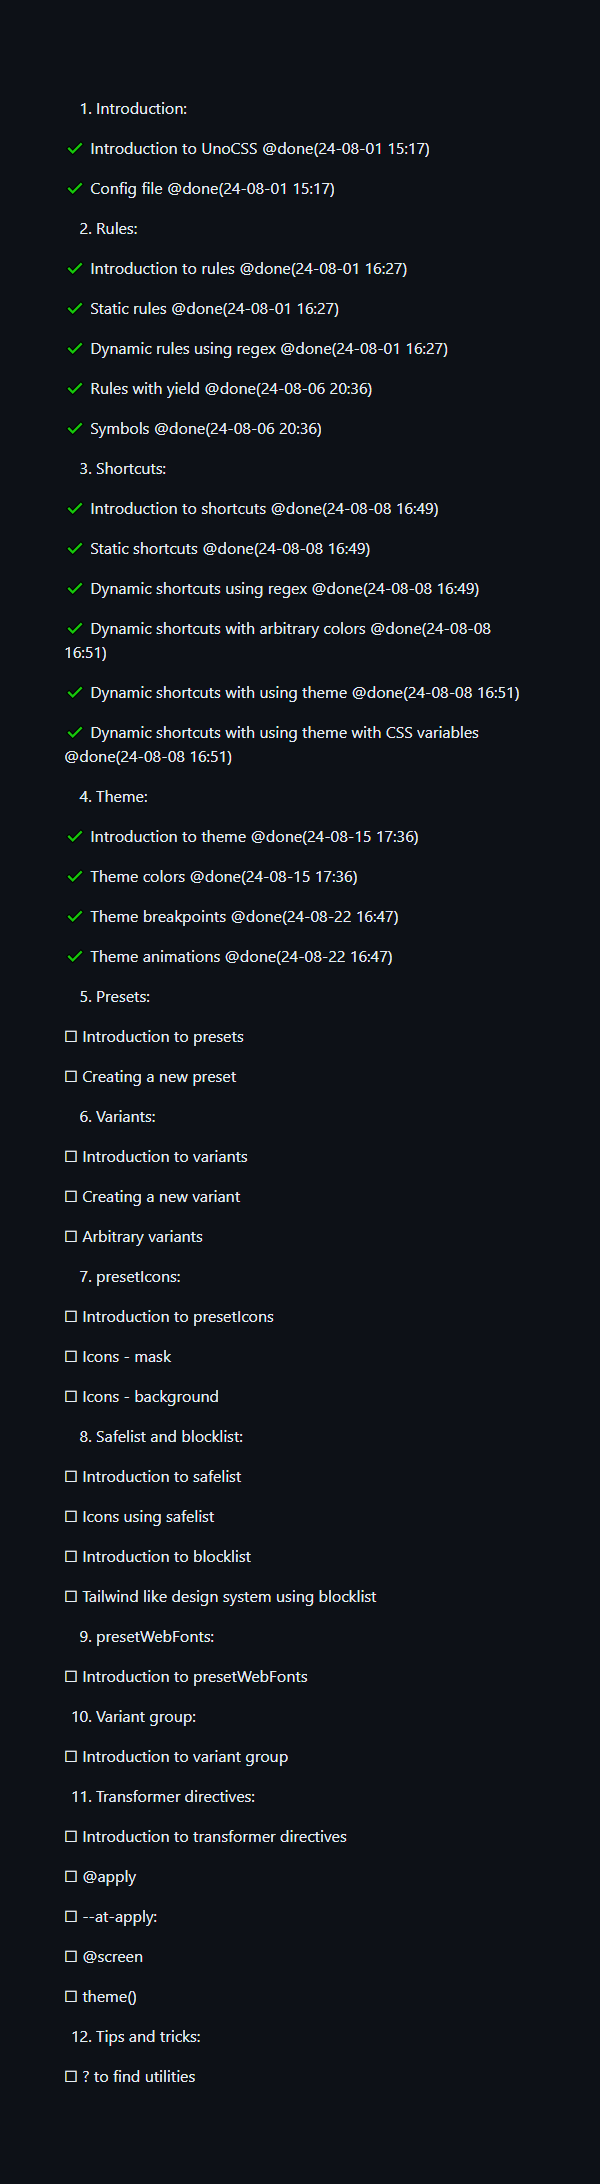 1. Introduction:
✓ Introduction to UnoCSS @done(24-08-01 15:17)
✓ Config file @done(24-08-01 15:17)
2. Rules:
✓ Introduction to rules @done(24-08-01 16:27)
✓ Static rules @done(24-08-01 16:27)
✓ Dynamic rules using regex @done(24-08-01 16:27)
✓ Rules with yield @done(24-08-06 20:36)
✓ Symbols @done(24-08-06 20:36)
3. Shortcuts:
✓ Introduction to shortcuts @done(24-08-08 16:49)
✓ Static shortcuts @done(24-08-08 16:49)
✓ Dynamic shortcuts using regex @done(24-08-08 16:49)
✓ Dynamic shortcuts with arbitrary colors @done(24-08-08
16:51)
✓ Dynamic shortcuts with using theme @done(24-08-08 16:51)
✓ Dynamic shortcuts with using theme with CSS variables
@done(24-08-08 16:51)
4. Theme:
✓ Introduction to theme @done(24-08-15 17:36)
✓ Theme colors @done(24-08-15 17:36)
✓ Theme breakpoints @done(24-08-22 16:47)
✓ Theme animations @done(24-08-22 16:47)
5. Presets:
☐ Introduction to presets
☐ Creating a new preset
6. Variants:
☐ Introduction to variants
☐ Creating a new variant
☐ Arbitrary variants
7. presetIcons:
☐ Introduction to presetIcons
☐ Icons - mask
☐ Icons - background
8. Safelist and blocklist:
☐ Introduction to safelist
☐ Icons using safelist
☐ Introduction to blocklist
☐ Tailwind like design system using blocklist
9. presetWebFonts:
☐ Introduction to presetWebFonts
10. Variant group:
☐ Introduction to variant group
11. Transformer directives:
☐ Introduction to transformer directives
☐ @apply
☐ --at-apply:
☐ @screen
☐ theme()
12. Tips and tricks:
☐ ? to find utilities